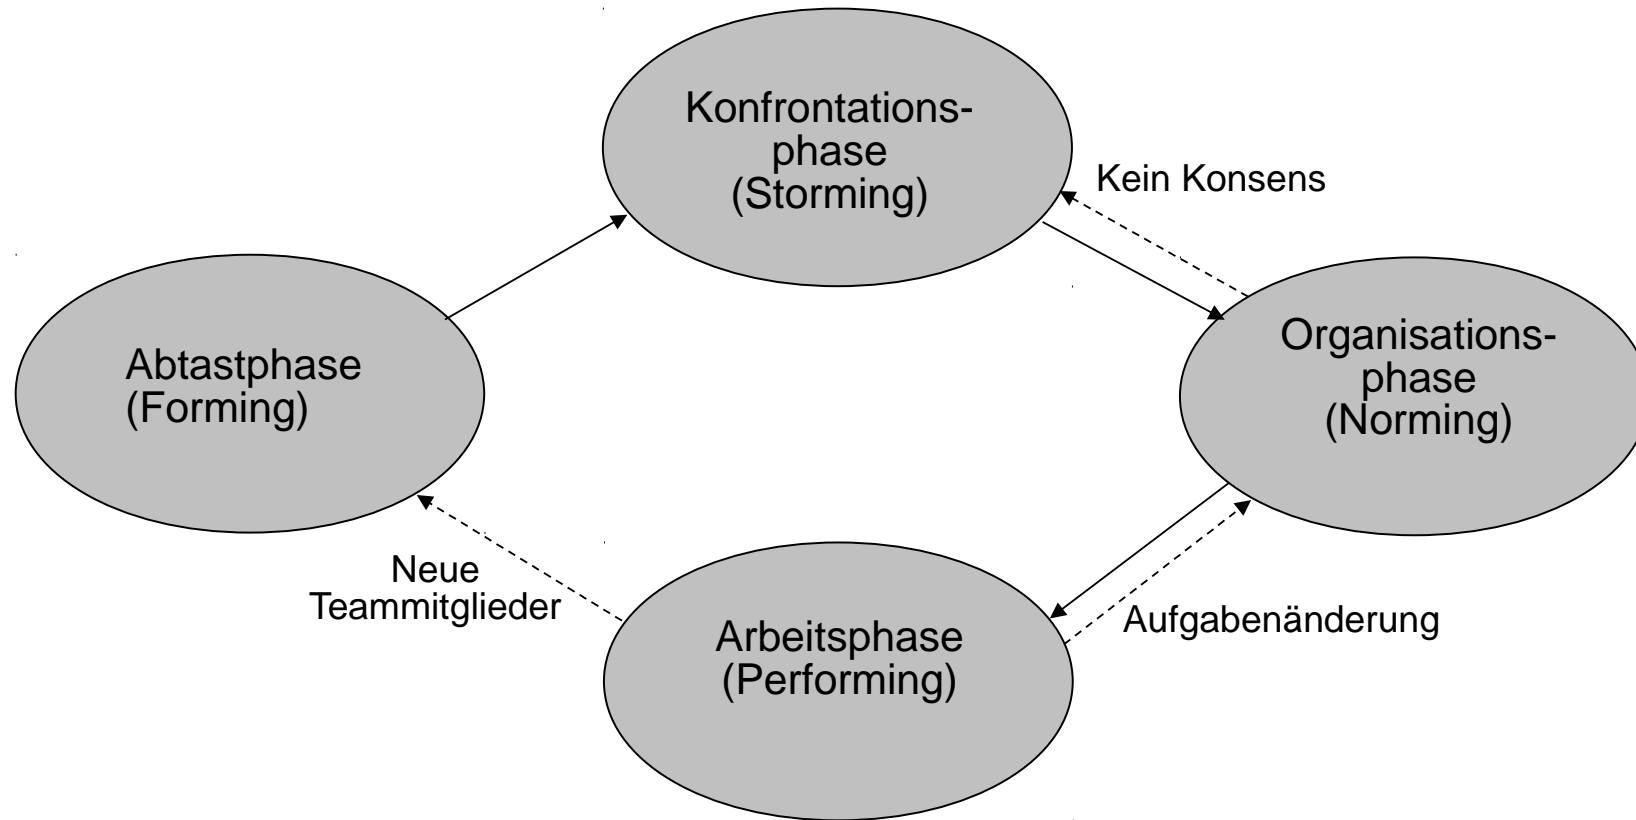 Konfrontations-
phase
(Storming)
Kein Konsens
Abtastphase
(Forming)
Organisations-
phase
(Norming)
Neue
Teammitglieder
Arbeitsphase
(Performing)
Aufgabenänderung